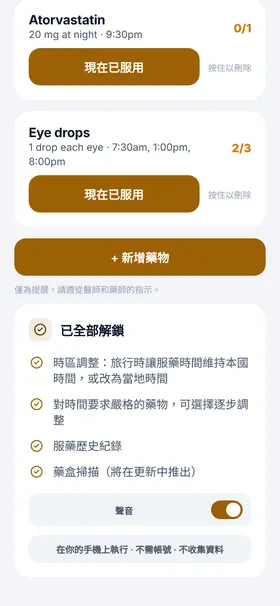 Atorvastatin
20 mg at night · 9:30pm
0/1
現在已服用
按住以刪除
Eye drops
1 drop each eye · 7:30am, 1:00pm,
8:00pm
2/3
現在已服用
按住以刪除
+ 新增藥物
僅為提醒。請遵從醫師和藥師的指示。
已全部解鎖
時區調整：旅行時讓服藥時間維持本國
時間，或改為當地時間
對時間要求嚴格的藥物，可選擇逐步調
整
服藥歷史紀錄
藥盒掃描（將在更新中推出）
聲音
在你的手機上執行 · 不需帳號 · 不收集資料